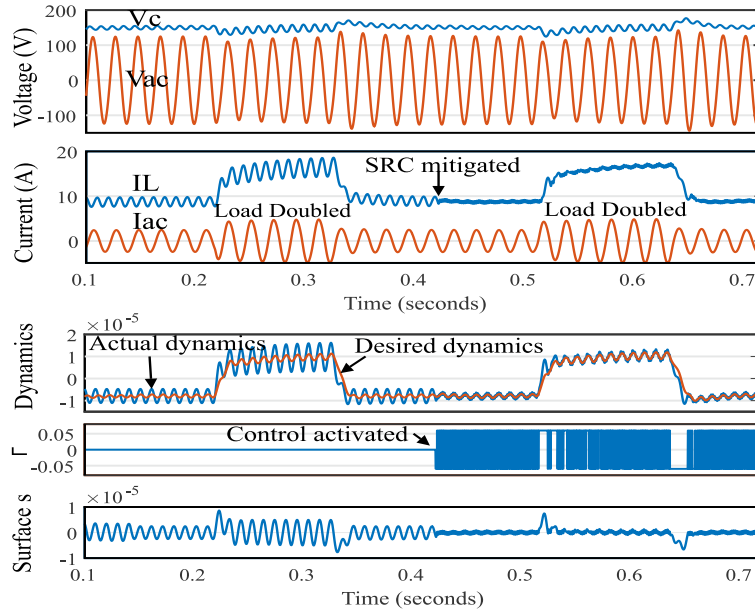 200
Vc
100
Voltage (V)
0
Vac
-100
20
SRC mitigated
IL
Current (A)
10
Load Doubled
Load Doubled
Iac
0
0.1 0.2 0.3 0.4 0.5 0.6 0.7
Time (seconds)
×10⁻⁵
2
Actual dynamics
Desired dynamics
1
Dynamics
0
-1
0.05
Control activated
Γ
-0.05
×10⁻⁵
1
Surface s
0
-1
0.1 0.2 0.3 0.4 0.5 0.6 0.7
Time (seconds)